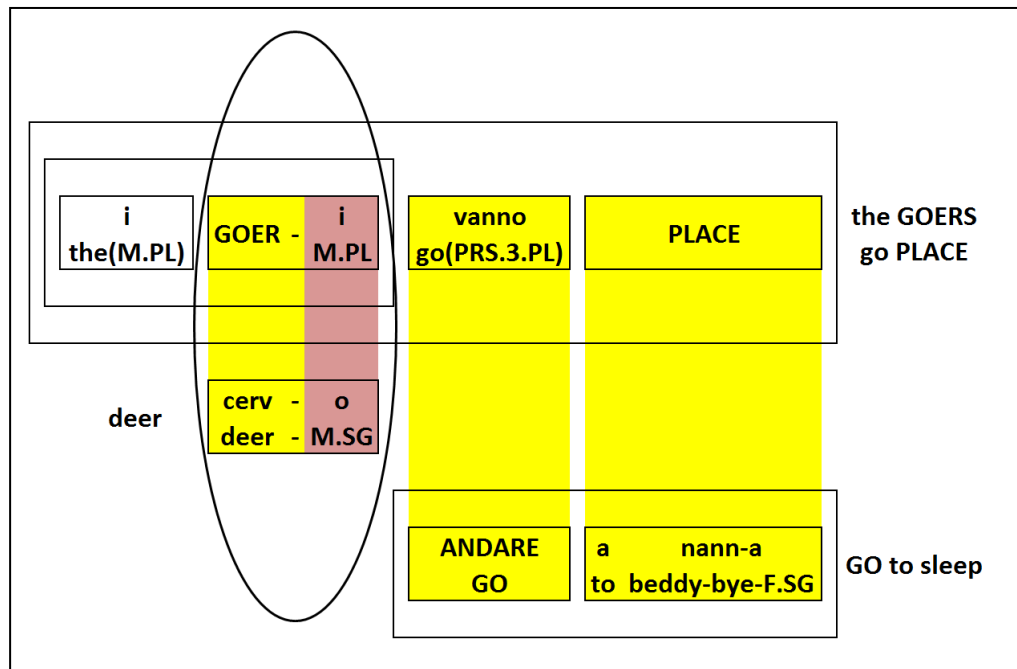 i GOER - i vanno PLACE the GOERS
the(M.PL) M.PL go(PRS.3.PL) go PLACE
deer cerv - o
deer - M.SG
ANDARE a nann-a GO to sleep
GO to beddy-bye-F.SG